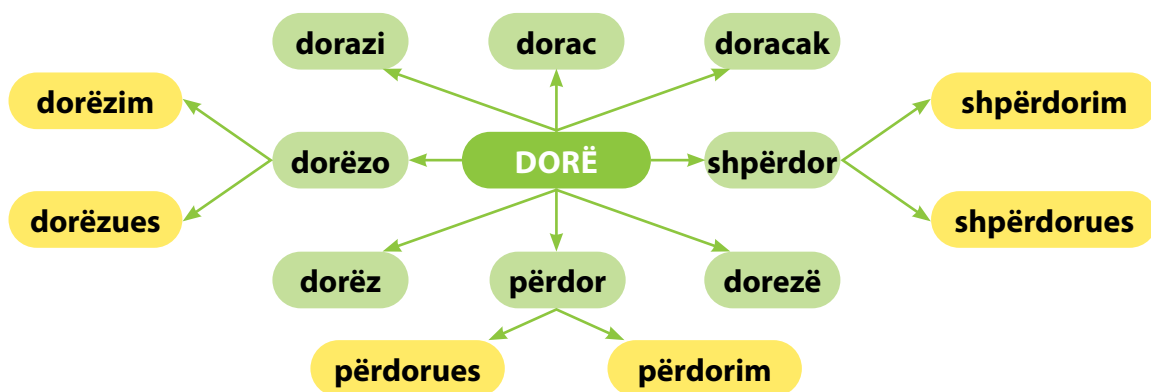 dorazi dorac doracak
dorëzim shpërdorim
dorëzo DORË shpërdor
dorëzues shpërdorues
dorëz përdor dorezë
përdorues përdorim